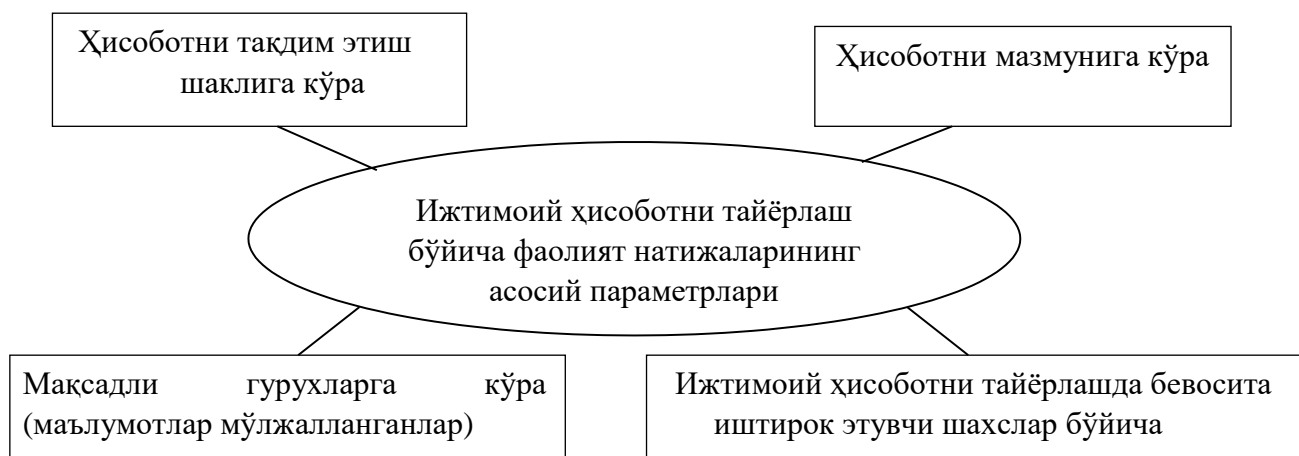 Ҳисоботни тақдим этиш
шаклига кўра
Ҳисоботни мазмунига кўра
Ижтимоий ҳисоботни тайёрлаш
бўйича фаолият натижаларининг
асосий параметрлари
Мақсадли гурухларга кўра
(маълумотлар мўлжалланганлар)
Ижтимоий ҳисоботни тайёрлашда бевосита
иштирок этувчи шахслар бўйича